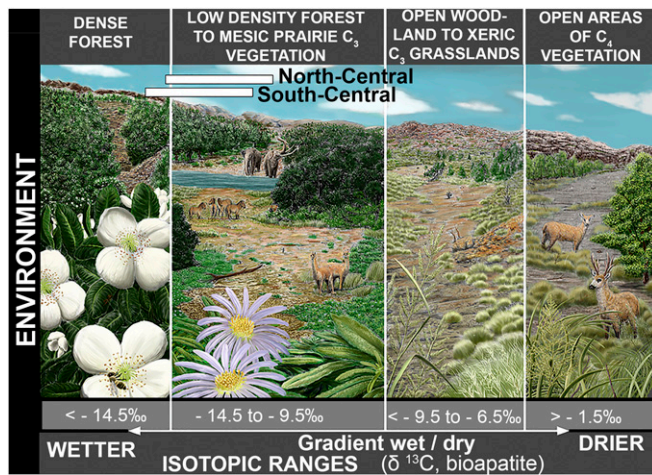 DENSE
FOREST
LOW DENSITY FOREST
TO MESIC PRAIRIE C₃
VEGETATION
OPEN WOOD-
LAND TO XERIC
C₃ GRASSLANDS
OPEN AREAS
OF C₄
VEGETATION
North-Central
South-Central
ENVIRONMENT
< - 14.5‰
- 14.5 to - 9.5‰
< - 9.5 to - 6.5‰
> - 1.5‰
WETTER
Gradient wet / dry
DRIER
ISOTOPIC RANGES (δ ¹³C, bioapatite)